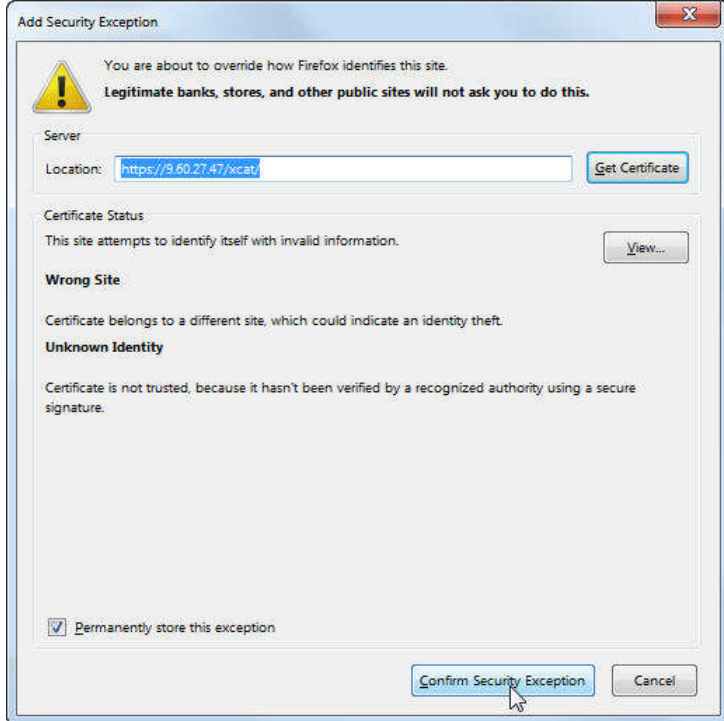 Add Security Exception
You are about to override how Firefox identifies this site.
Legitimate banks, stores, and other public sites will not ask you to do this.
Server
Location: https://9.60.27.47/xcat/ Get Certificate
Certificate Status
This site attempts to identify itself with invalid information. View...
Wrong Site
Certificate belongs to a different site, which could indicate an identity theft.
Unknown Identity
Certificate is not trusted, because it hasn't been verified by a recognized authority using a secure
signature.
Permanently store this exception
Confirm Security Exception Cancel